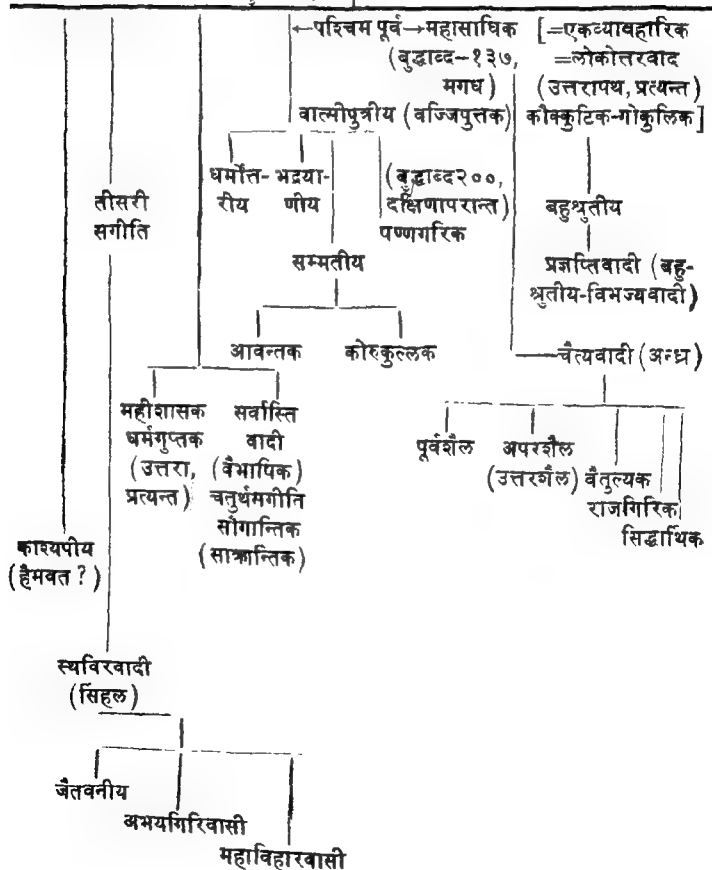 ←पश्चिम पूर्व→महासाधिक [=एकव्यावहारिक
(बुद्धाब्द-१३७, =लोकोत्तरवाद
मगध) (उत्तरापथ, प्रत्यन्त)
वात्मीपुत्रीय (वज्जिपुत्तक) कौक्कुटिक-गोकुलिक]
धर्मोत्त- भद्रया- (बुद्धाब्द२००,
रीय णीय दक्षिणापरान्त)
तीसरी पण्णगरिक बहुश्रुतीय
सगीति
सम्मतीय प्रज्ञप्तिवादी (बहु-
श्रुतीय-विभज्यवादी)
आवन्तक कोरुकुल्लक चैत्यवादी (अन्ध्र)
महीशासक सर्वास्ति
धर्मगुप्तक वादी पूर्वशैल अपरशैल
(उत्तरा, (वैभाषिक) (उत्तरशैल) वैतुल्यक
प्रत्यन्त) चतुर्थमगीति राजगिरिक
सौगान्तिक सिद्धार्थिक
काश्यपीय (साक्रान्तिक)
(हैमवत ?)
स्थविरवादी
(सिंहल)
जेतवनीय
अभयगिरिवासी
महाविहारवासी